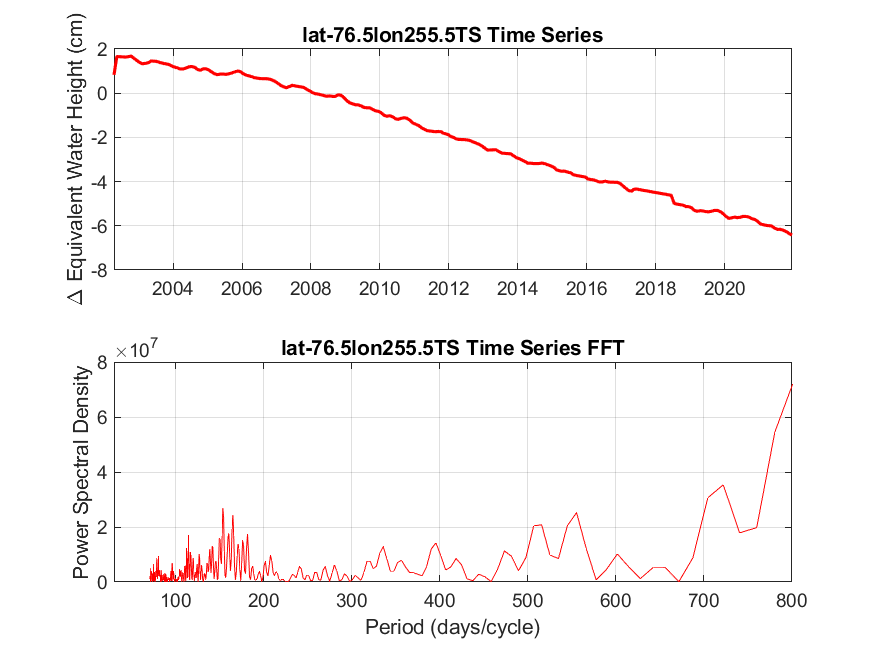 lat-76.5lon255.5TS Time Series
Δ Equivalent Water Height (cm)
2
0
-2
-4
-6
-8
2004 2006 2008 2010 2012 2014 2016 2018 2020
lat-76.5lon255.5TS Time Series FFT
×10^7
Power Spectral Density
8
6
4
2
0
100 200 300 400 500 600 700 800
Period (days/cycle)